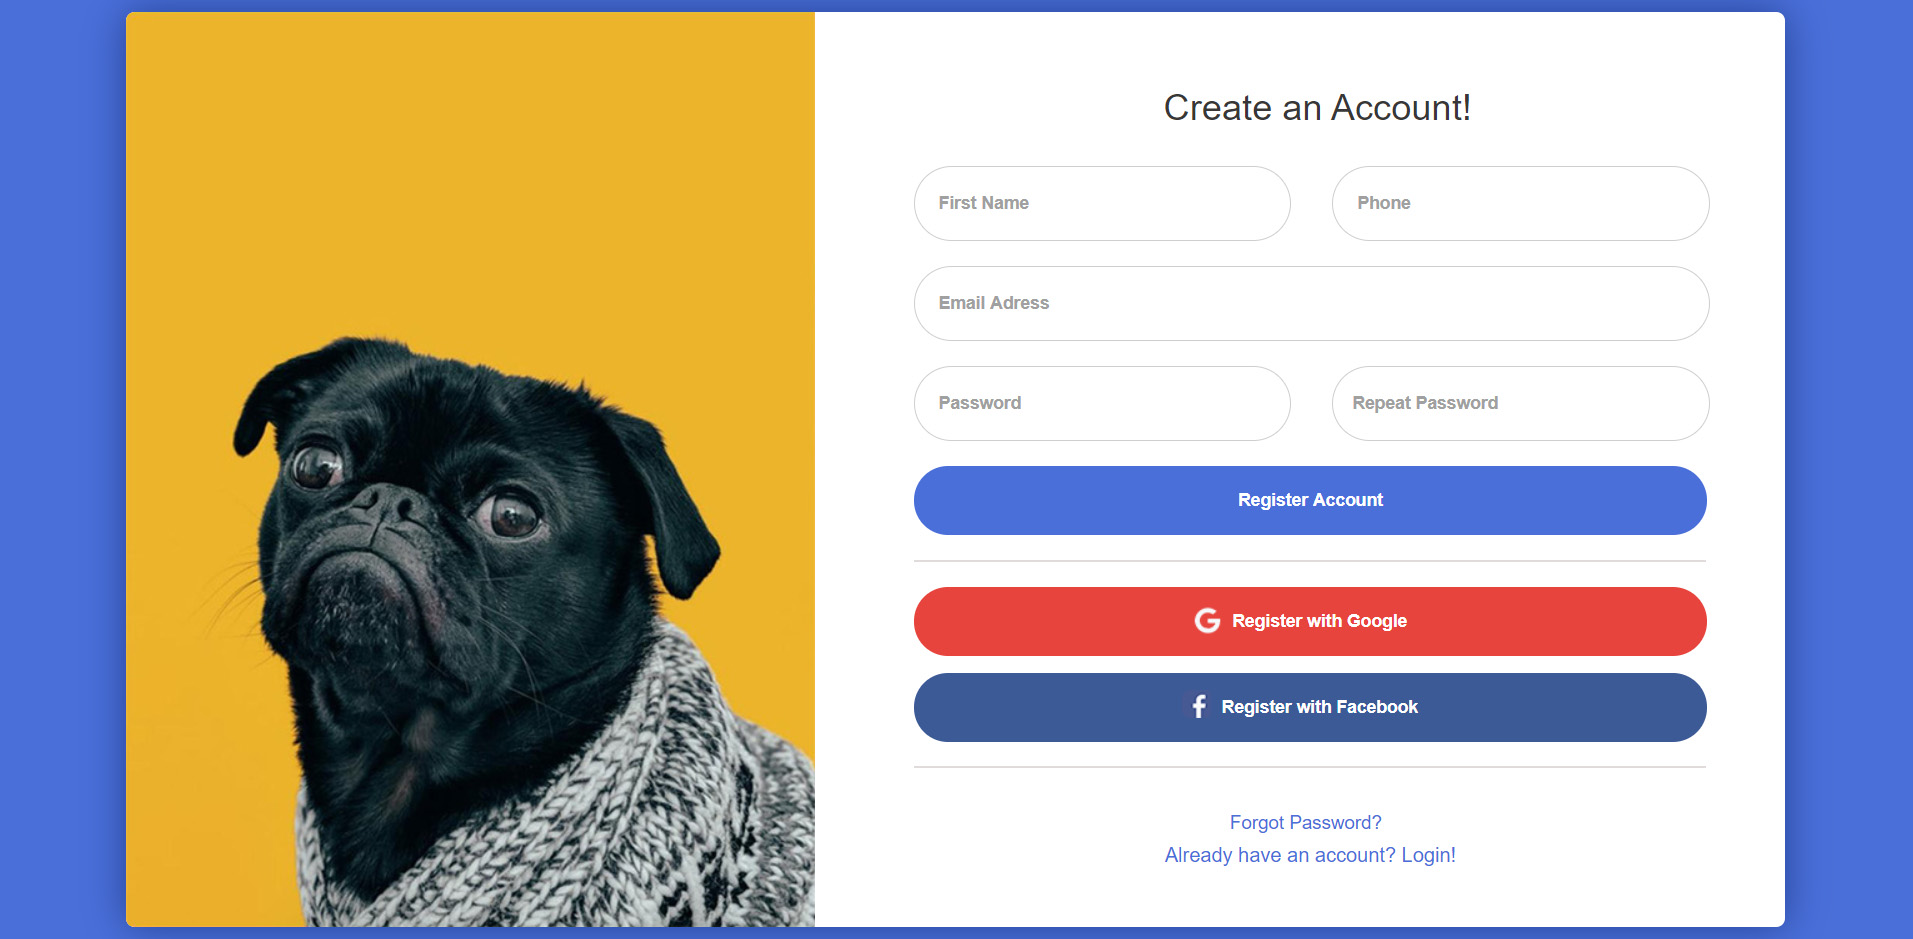 Create an Account!
First Name
Phone
Email Adress
Password
Repeat Password
Register Account
Register with Google
Register with Facebook
Forgot Password?
Already have an account? Login!